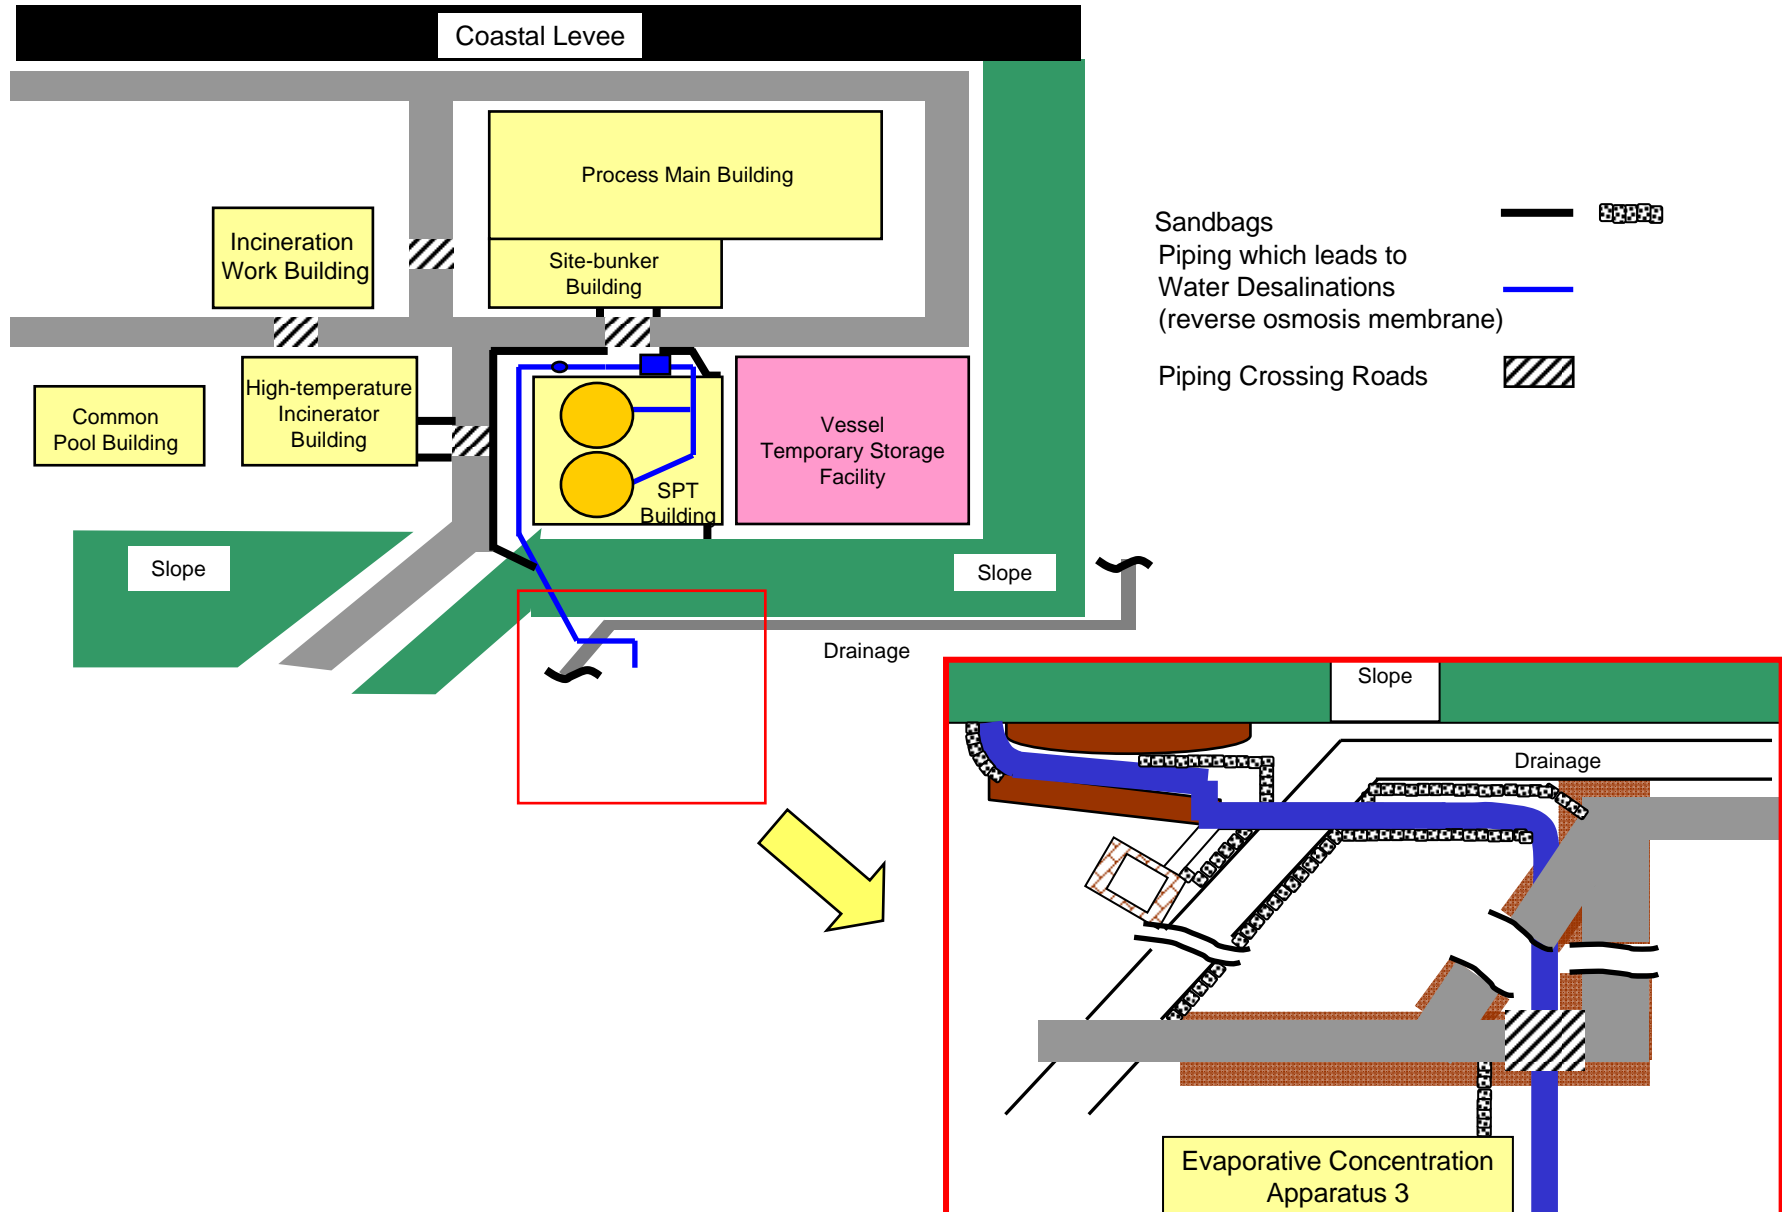 Coastal Levee
Process Main Building
Incineration
Work Building
Site-bunker
Building
Sandbags
Piping which leads to
Water Desalinations
(reverse osmosis membrane)
Piping Crossing Roads
High-temperature
Incinerator
Building
Common
Pool Building
Vessel
Temporary Storage
Facility
SPT
Building
Slope
Slope
Drainage
Slope
Drainage
Evaporative Concentration
Apparatus 3